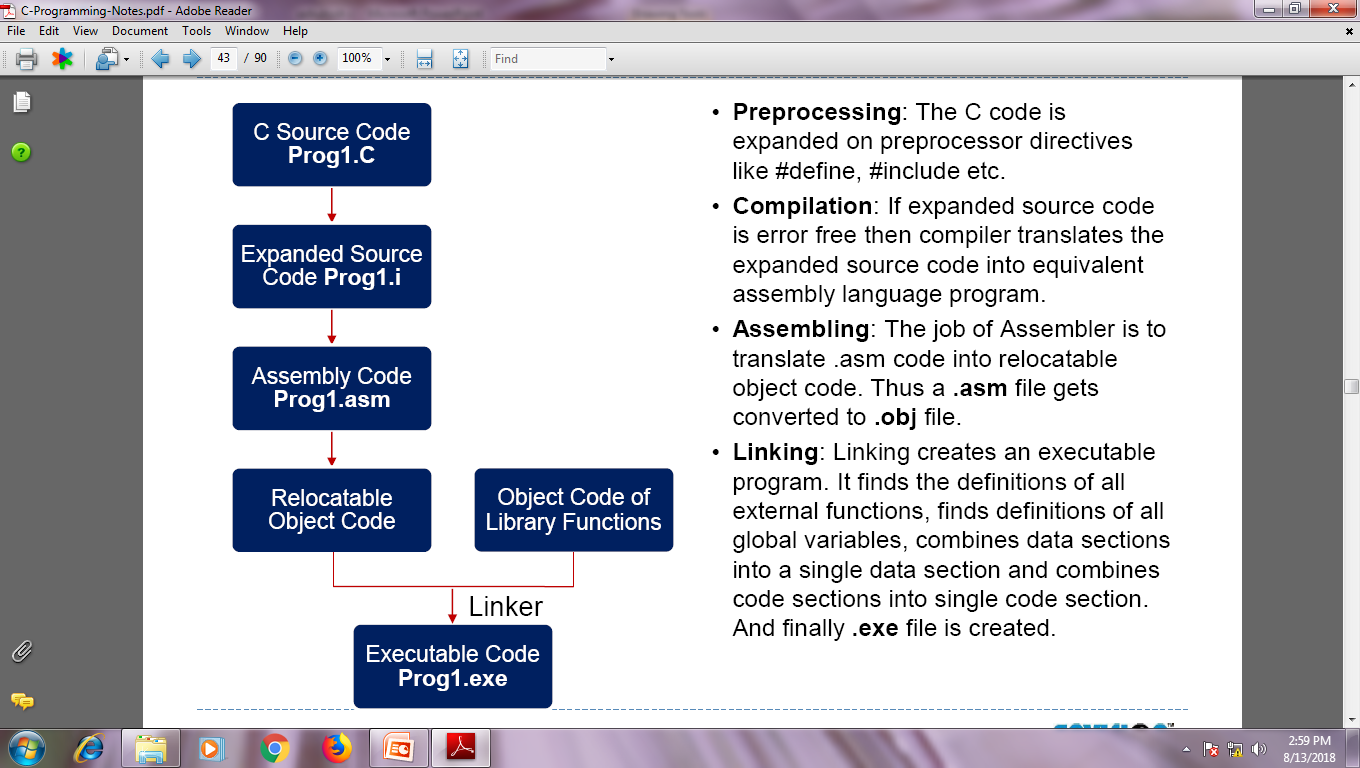 C-Programming-Notes.pdf - Adobe Reader
File Edit View Document Tools Window Help
43 / 90 100% Find
C Source Code
Prog1.C
Expanded Source
Code Prog1.i
Assembly Code
Prog1.asm
Relocatable
Object Code
Object Code of
Library Functions
Linker
Executable Code
Prog1.exe
• Preprocessing: The C code is
expanded on preprocessor directives
like #define, #include etc.
• Compilation: If expanded source code
is error free then compiler translates the
expanded source code into equivalent
assembly language program.
• Assembling: The job of Assembler is to
translate .asm code into relocatable
object code. Thus a .asm file gets
converted to .obj file.
• Linking: Linking creates an executable
program. It finds the definitions of all
external functions, finds definitions of all
global variables, combines data sections
into a single data section and combines
code sections into single code section.
And finally .exe file is created.
2:59 PM
8/13/2018